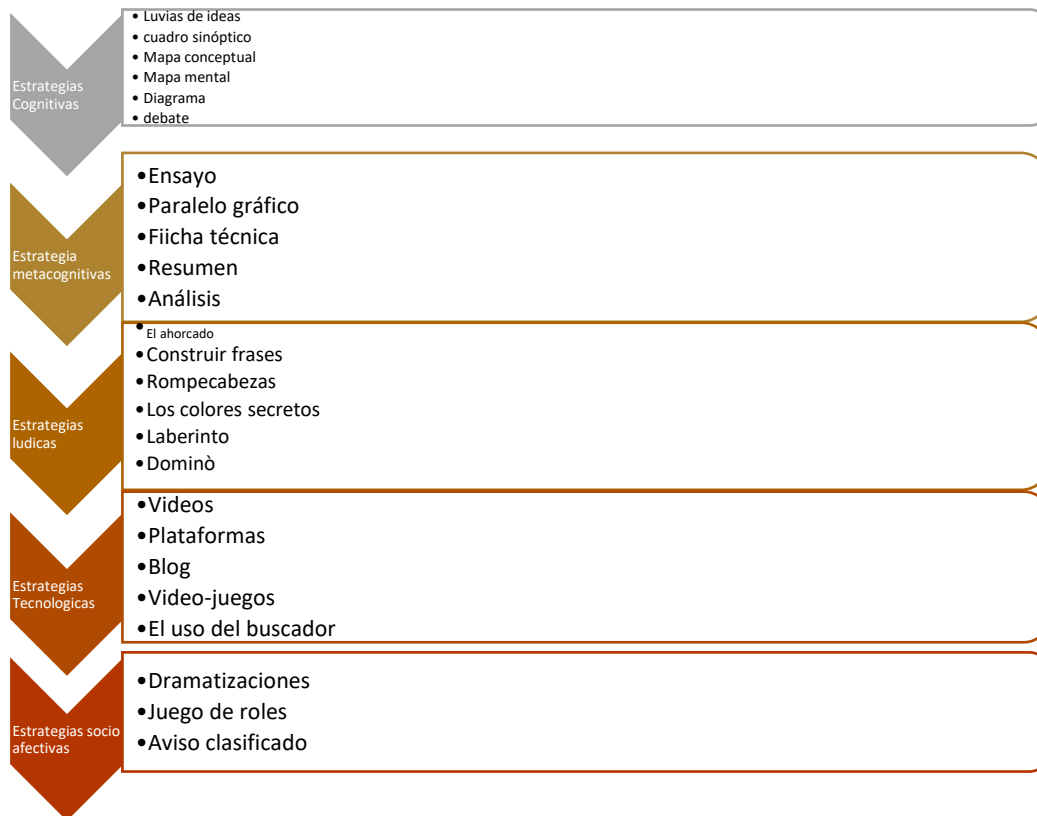 Estrategias
Cognitivas
• Luvias de ideas
• cuadro sinóptico
• Mapa conceptual
• Mapa mental
• Diagrama
• debate
Estrategia
metacognitivas
•Ensayo
•Paralelo gráfico
•Fiicha técnica
•Resumen
•Análisis
Estrategias
ludicas
•El ahorcado
•Construir frases
•Rompecabezas
•Los colores secretos
•Laberinto
•Dominò
Estrategias
Tecnologicas
•Videos
•Plataformas
•Blog
•Video-juegos
•El uso del buscador
Estrategias socio
afectivas
•Dramatizaciones
•Juego de roles
•Aviso clasificado